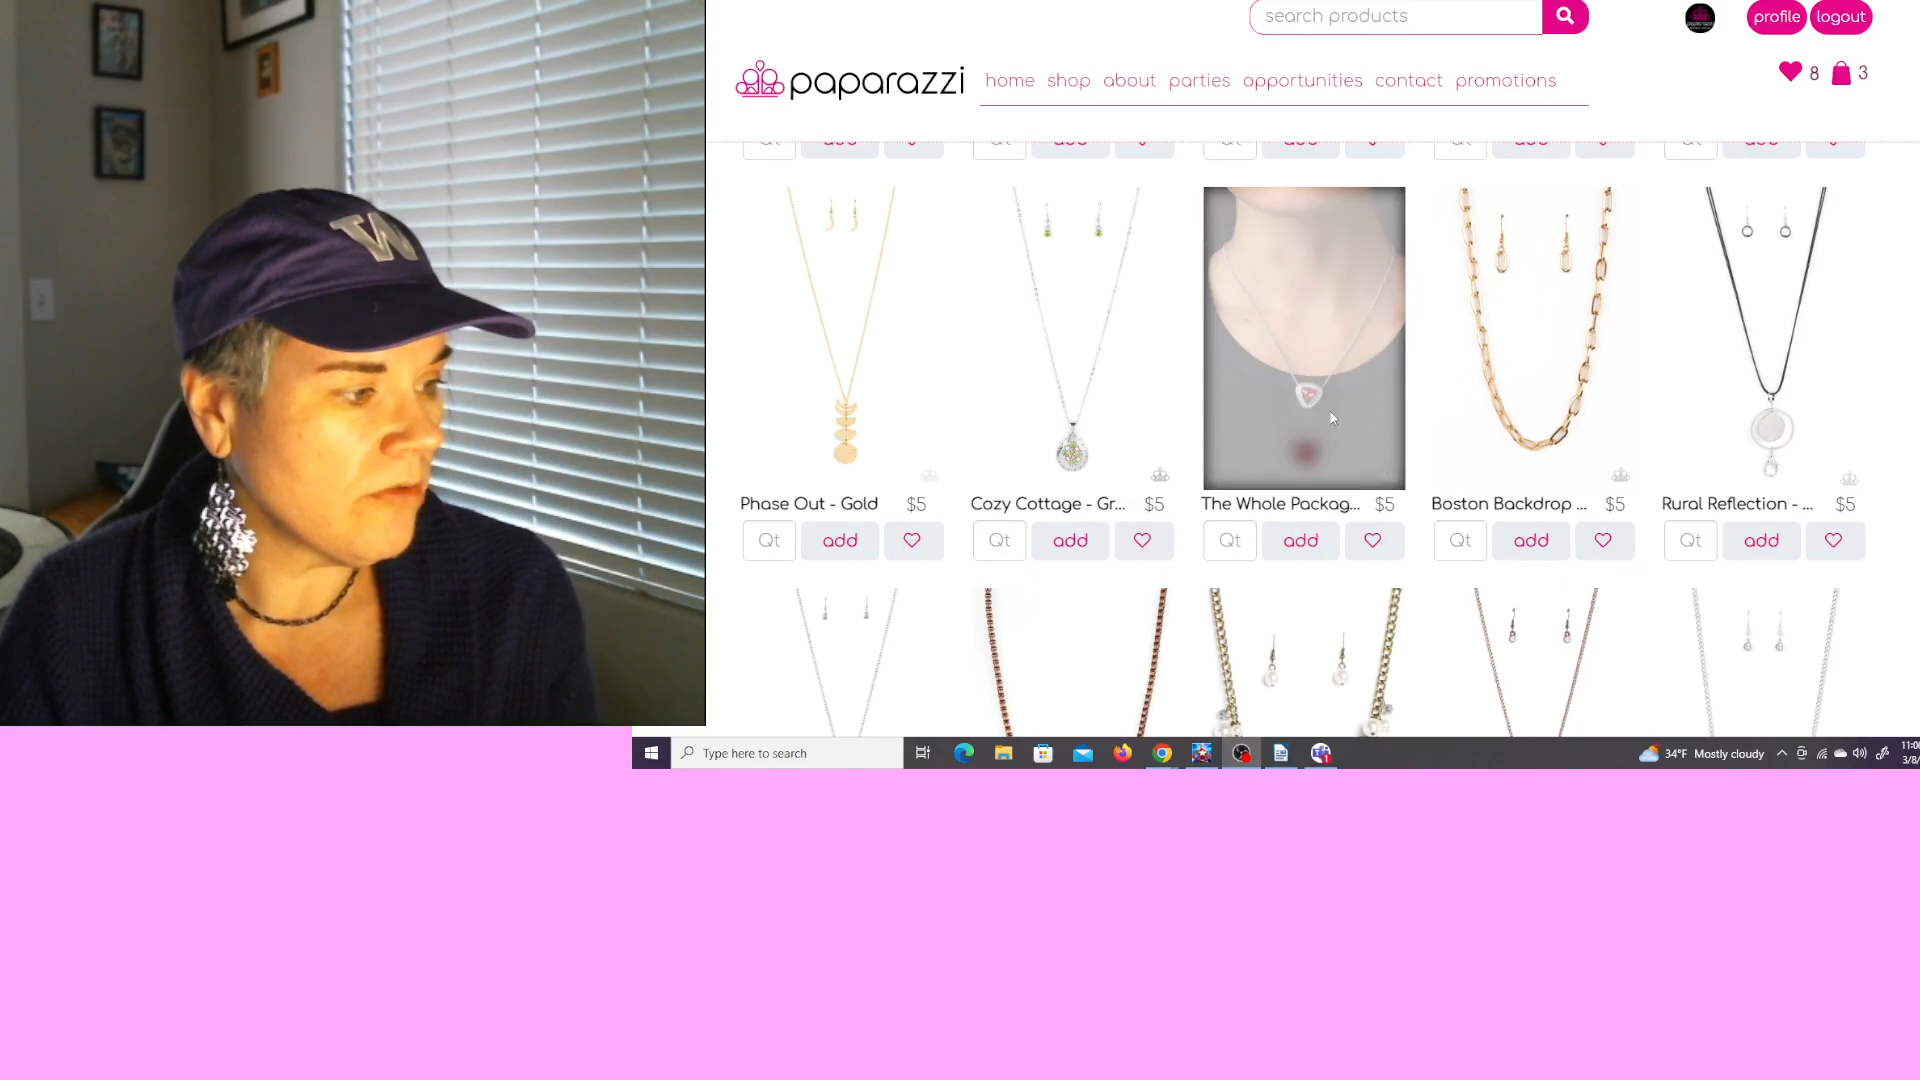 search products
profile logout
paparazzi home shop about parties opportunities contact promotions
8 3
Phase Out - Gold $5
Cozy Cottage - Gr... $5
The Whole Packag... $5
Boston Backdrop ... $5
Rural Reflection - ... $5
Qt add Qt add Qt add Qt add Qt add
Type here to search
34°F Mostly cloudy
W